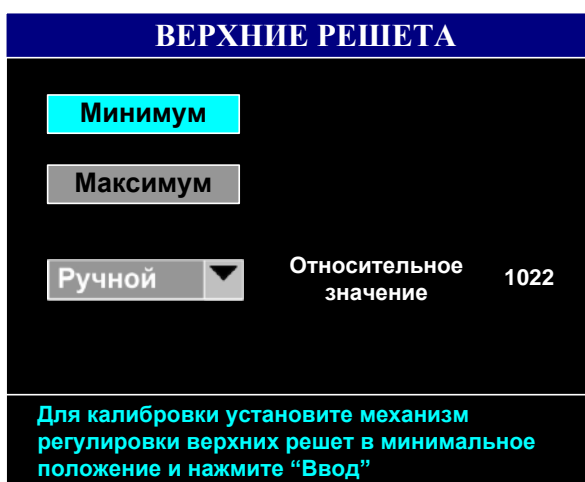 ВЕРХНИЕ РЕШЕТА
Минимум
Максимум
Ручной
Относительное
значение
1022
Для калибровки установите механизм
регулировки верхних решет в минимальное
положение и нажмите “Ввод”